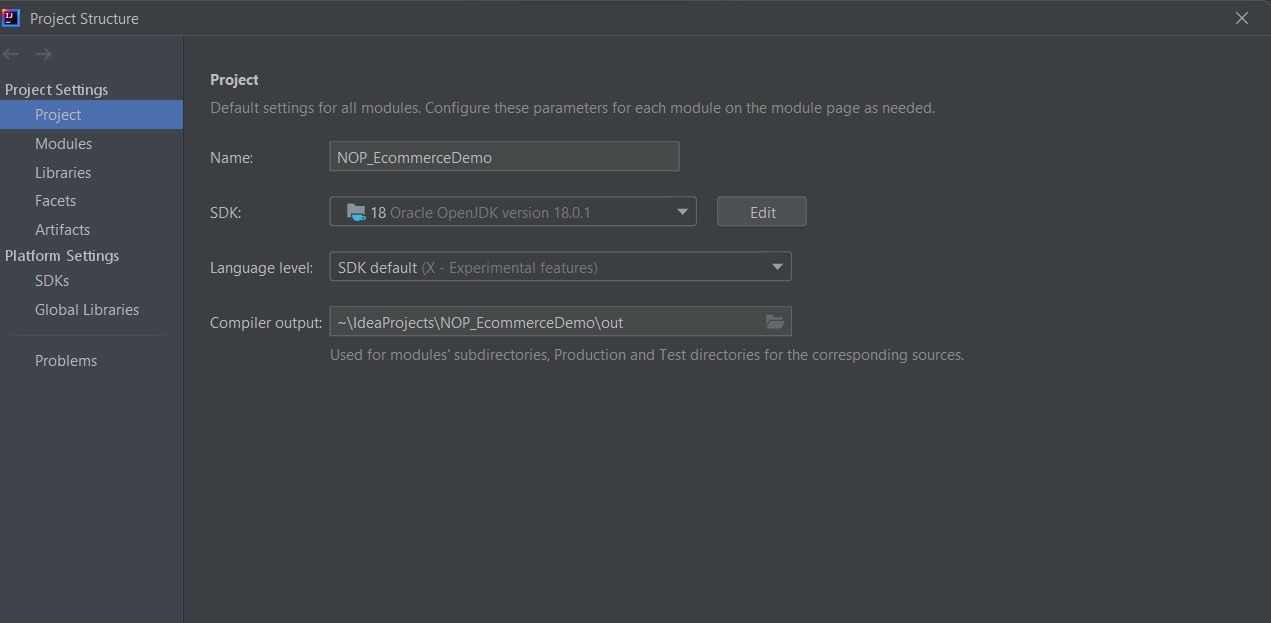 Project Structure
Project Settings
Project
Modules
Libraries
Facets
Artifacts
Platform Settings
SDKs
Global Libraries
Problems
Project
Default settings for all modules. Configure these parameters for each module on the module page as needed.
Name: NOP_EcommerceDemo
SDK: 18 Oracle OpenJDK version 18.0.1 Edit
Language level: SDK default (X - Experimental features)
Compiler output: ~\IdeaProjects\NOP_EcommerceDemo\out
Used for modules' subdirectories, Production and Test directories for the corresponding sources.